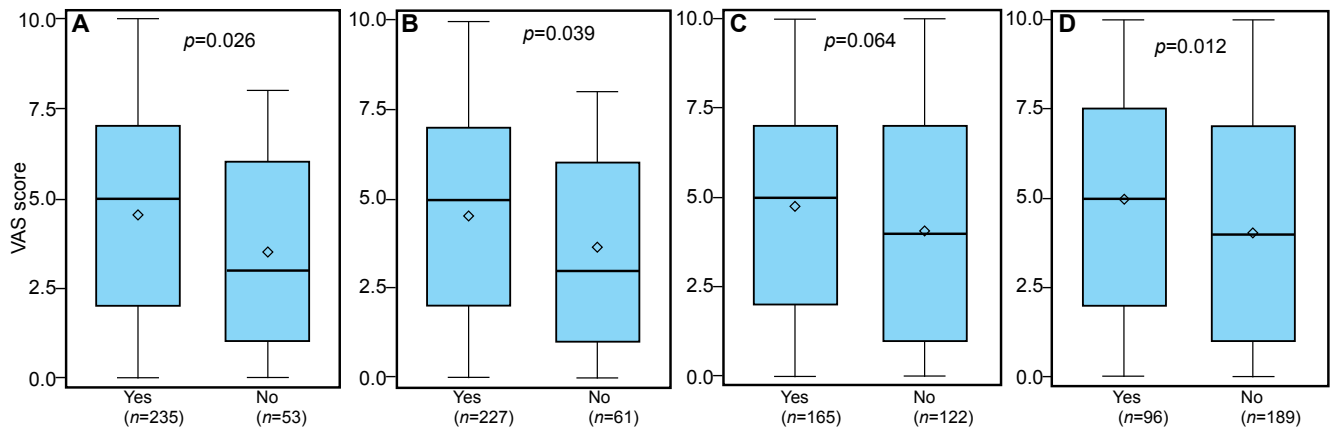 A
p=0.026
VAS score
10.0
7.5
5.0
2.5
0.0
Yes
(n=235)
No
(n=53)
B
p=0.039
10.0
7.5
5.0
2.5
0.0
Yes
(n=227)
No
(n=61)
C
p=0.064
10.0
7.5
5.0
2.5
0.0
Yes
(n=165)
No
(n=122)
D
p=0.012
10.0
7.5
5.0
2.5
0.0
Yes
(n=96)
No
(n=189)